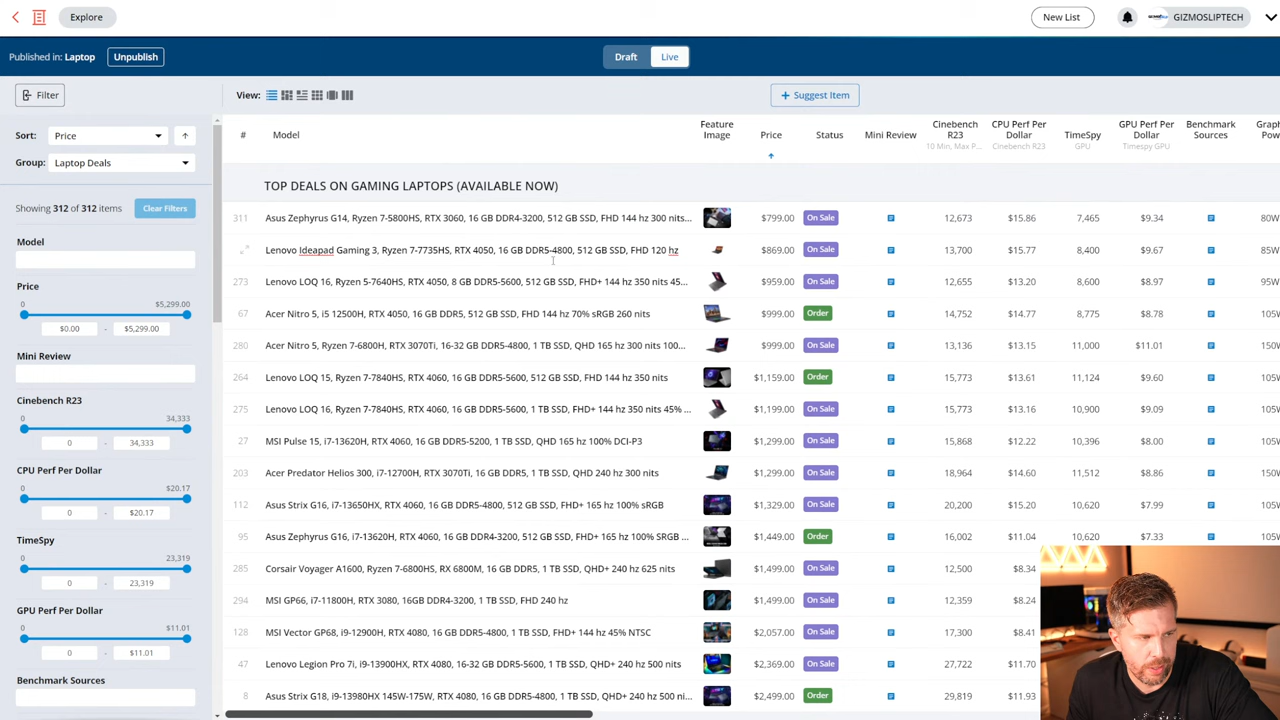 Explore
New List
GIZMOSLIPTECH
Published in: Laptop
Unpublish
Draft
Live
Filter
View:
+ Suggest Item
Sort:
Price
Group:
Laptop Deals
Showing 312 of 312 items
Clear Filters
Model
Price
0
$5,299.00
$0.00
-
$5,299.00
Mini Review
Cinebench R23
0
34,333
0
-
34,333
CPU Perf Per Dollar
0
$20.17
0
$20.17
TimeSpy
0
23,319
0
23,319
GPU Perf Per Dollar
0
$11.01
0
$11.01
Benchmark Sources
# Model Feature Image Price Status Mini Review Cinebench R23 10 Min, Max P... CPU Perf Per Dollar Cinebench R23 TimeSpy GPU GPU Perf Per Dollar Timespy GPU Benchmark Sources
TOP DEALS ON GAMING LAPTOPS (AVAILABLE NOW)
311 Asus Zephyrus G14, Ryzen 7-5800HS, RTX 3060, 16 GB DDR4-3200, 512 GB SSD, FHD 144 hz 300 nits... $799.00 On Sale 12,673 $15.86 7,465 $9.34 80W
Lenovo Ideapad Gaming 3, Ryzen 7-7735HS, RTX 4050, 16 GB DDR5-4800, 512 GB SSD, FHD 120 hz $869.00 On Sale 13,700 $15.77 8,400 $9.67 85W
273 Lenovo LOQ 16, Ryzen 5-7640HS, RTX 4050, 8 GB DDR5-5600, 512 GB SSD, FHD+ 144 hz 350 nits 45... $959.00 On Sale 12,655 $13.20 8,600 $8.97 95W
67 Acer Nitro 5, i5 12500H, RTX 4050, 16 GB DDR5, 512 GB SSD, FHD 144 hz 70% sRGB 260 nits $999.00 Order 14,752 $14.77 8,775 $8.78 105W
280 Acer Nitro 5, Ryzen 7-6800H, RTX 3070Ti, 16-32 GB DDR5-4800, 1 TB SSD, QHD 165 hz 300 nits 100... $999.00 On Sale 13,136 $13.15 11,000 $11.01 150W
264 Lenovo LOQ 15, Ryzen 7-7840HS, RTX 4060, 16 GB DDR5-5600, 512 GB SSD, FHD 144 hz 350 nits $1,159.00 Order 15,773 $13.61 11,124 $9.60 105W
275 Lenovo LOQ 16, Ryzen 7-7840HS, RTX 4060, 16 GB DDR5-5600, 1 TB SSD, FHD+ 144 hz 350 nits 45% ... $1,199.00 On Sale 15,773 $13.16 10,900 $9.09 105W
27 MSI Pulse 15, i7-13620H, RTX 4060, 16 GB DDR5-5200, 1 TB SSD, QHD 165 hz 100% DCI-P3 $1,299.00 On Sale 15,868 $12.22 10,396 $8.00 105W
203 Acer Predator Helios 300, i7-12700H, RTX 3070Ti, 16 GB DDR5, 1 TB SSD, QHD 240 hz 300 nits $1,299.00 On Sale 18,964 $14.60 11,512 $8.86 150W
112 Asus Strix G16, i7-13650HX, RTX 4060, 16 GB DDR5-4800, 512 GB SSD, FHD+ 165 hz 100% sRGB $1,329.00 On Sale 20,200 $15.20 10,620 $7.99 105W
95 Asus Zephyrus G16, i7-13620H, RTX 4060, 16 GB DDR4-3200, 512 GB SSD, FHD+ 165 hz 100% SRGB ... $1,449.00 Order 16,002 $11.04 10,620 $7.33 105W
285 Corsair Voyager A1600, Ryzen 7-6800HS, RX 6800M, 16 GB DDR5, 1 TB SSD, QHD+ 240 hz 625 nits $1,499.00 On Sale 12,500 $8.34
294 MSI GP66, i7-11800H, RTX 3080, 16GB DDR4-3200, 1 TB SSD, FHD 240 hz $1,499.00 On Sale 12,359 $8.24
128 MSI Vector GP68, i9-12900H, RTX 4080, 16 GB DDR5-4800, 1 TB SSD, FHD+ 144 hz 45% NTSC $2,057.00 On Sale 17,300 $8.41
47 Lenovo Legion Pro 7i, i9-13900HX, RTX 4080, 16-32 GB DDR5-5600, 1 TB SSD, QHD+ 240 hz 500 nits $2,369.00 On Sale 27,722 $11.70
8 Asus Strix G18, i9-13980HX 145W-175W, RTX 4080, 16 GB DDR5-4800, 1 TB SSD, QHD+ 240 hz 500 ni... $2,499.00 Order 29,819 $11.93